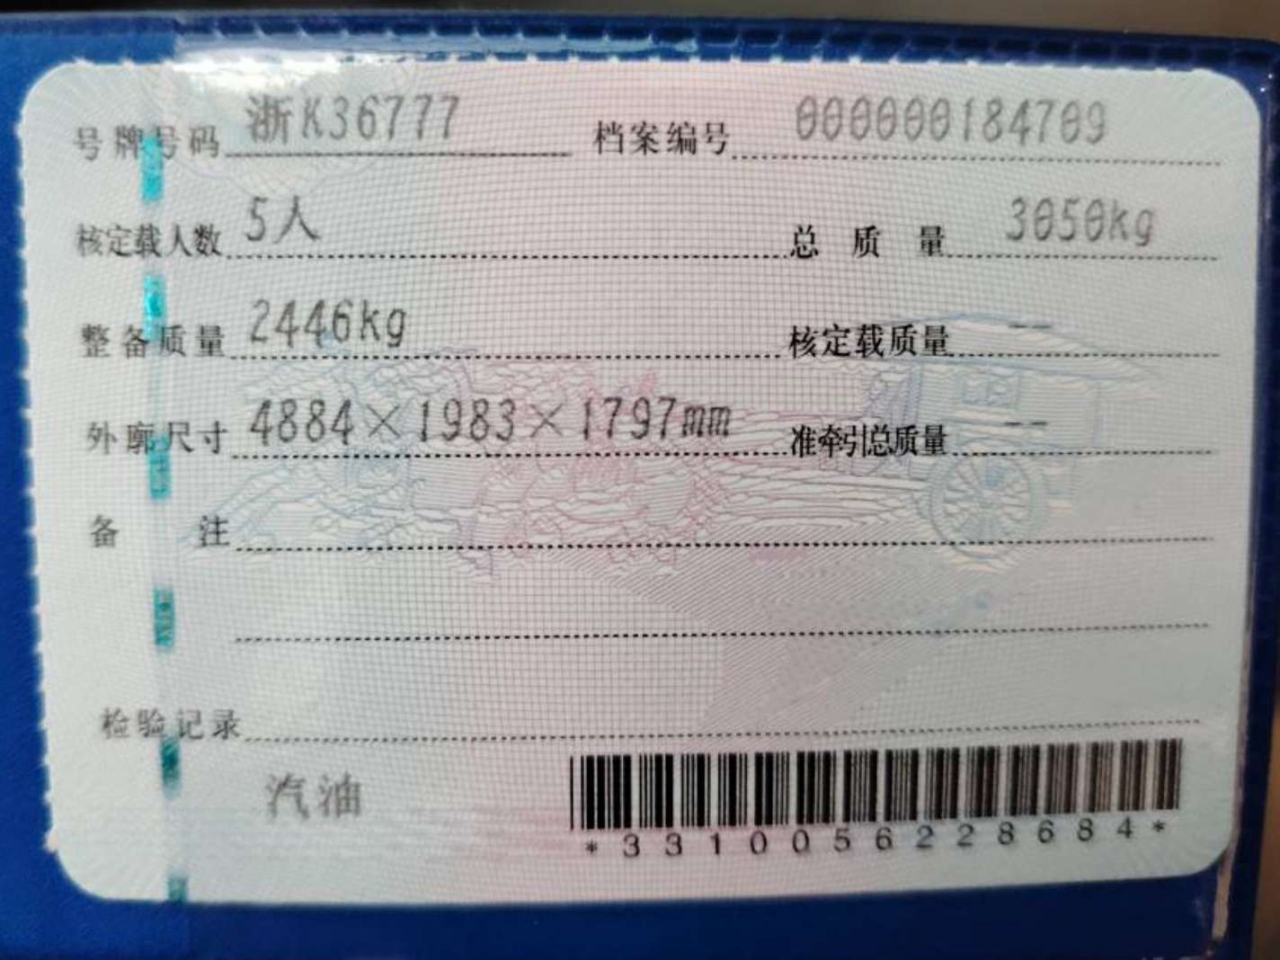 号牌号码 浙K36777 档案编号 000000184709
核定载人数 5人 总质量 3050kg
整备质量 2446kg 核定载质量 --
外廓尺寸 4884×1983×1797mm 准牵引总质量 --
备注
检验记录
汽油
*3310056228684*